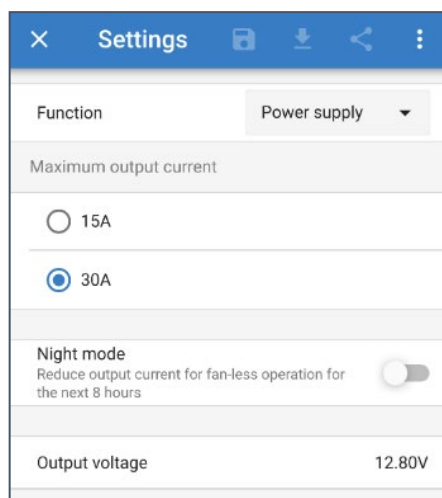 Settings
Function
Power supply
Maximum output current
15A
30A
Night mode
Reduce output current for fan-less operation for
the next 8 hours
Output voltage
12.80V